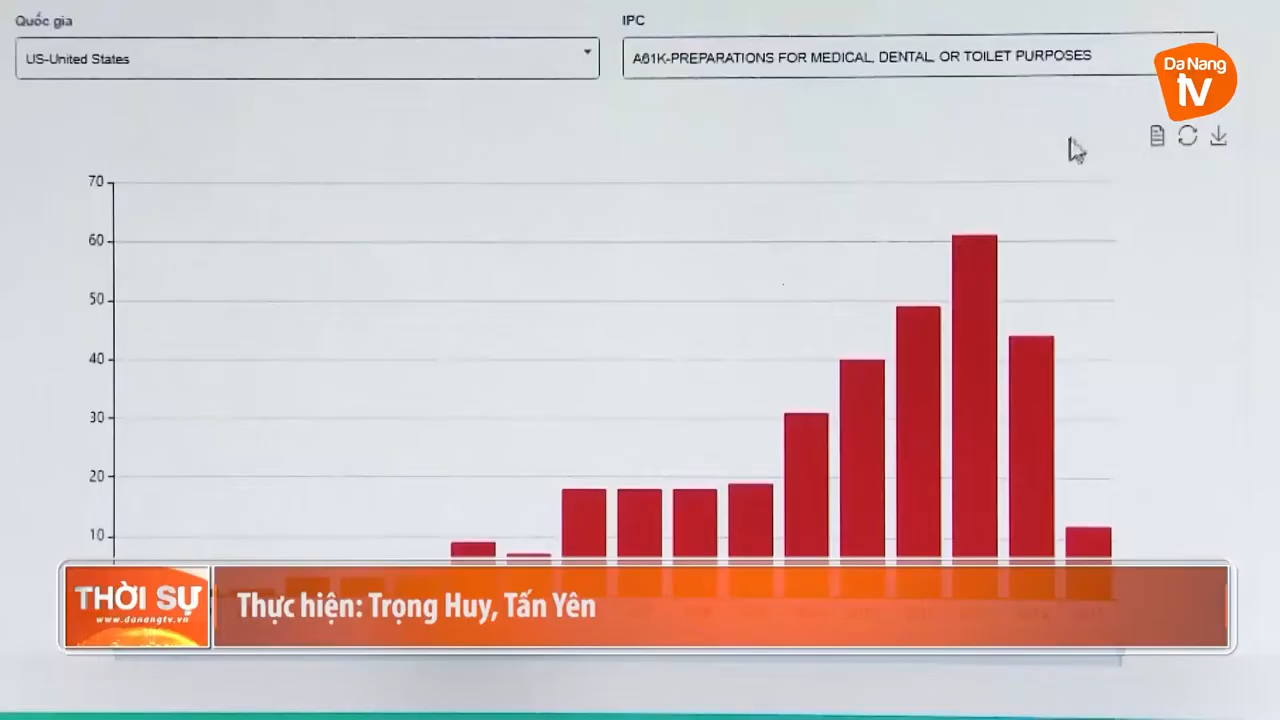 Quốc gia
IPC
US-United States
A61K-PREPARATIONS FOR MEDICAL, DENTAL, OR TOILET PURPOSES
Da Nang
tv
70
60
50
40
30
20
10
THỜI SỰ
www.danangtv.vn
Thực hiện: Trọng Huy, Tấn Yên